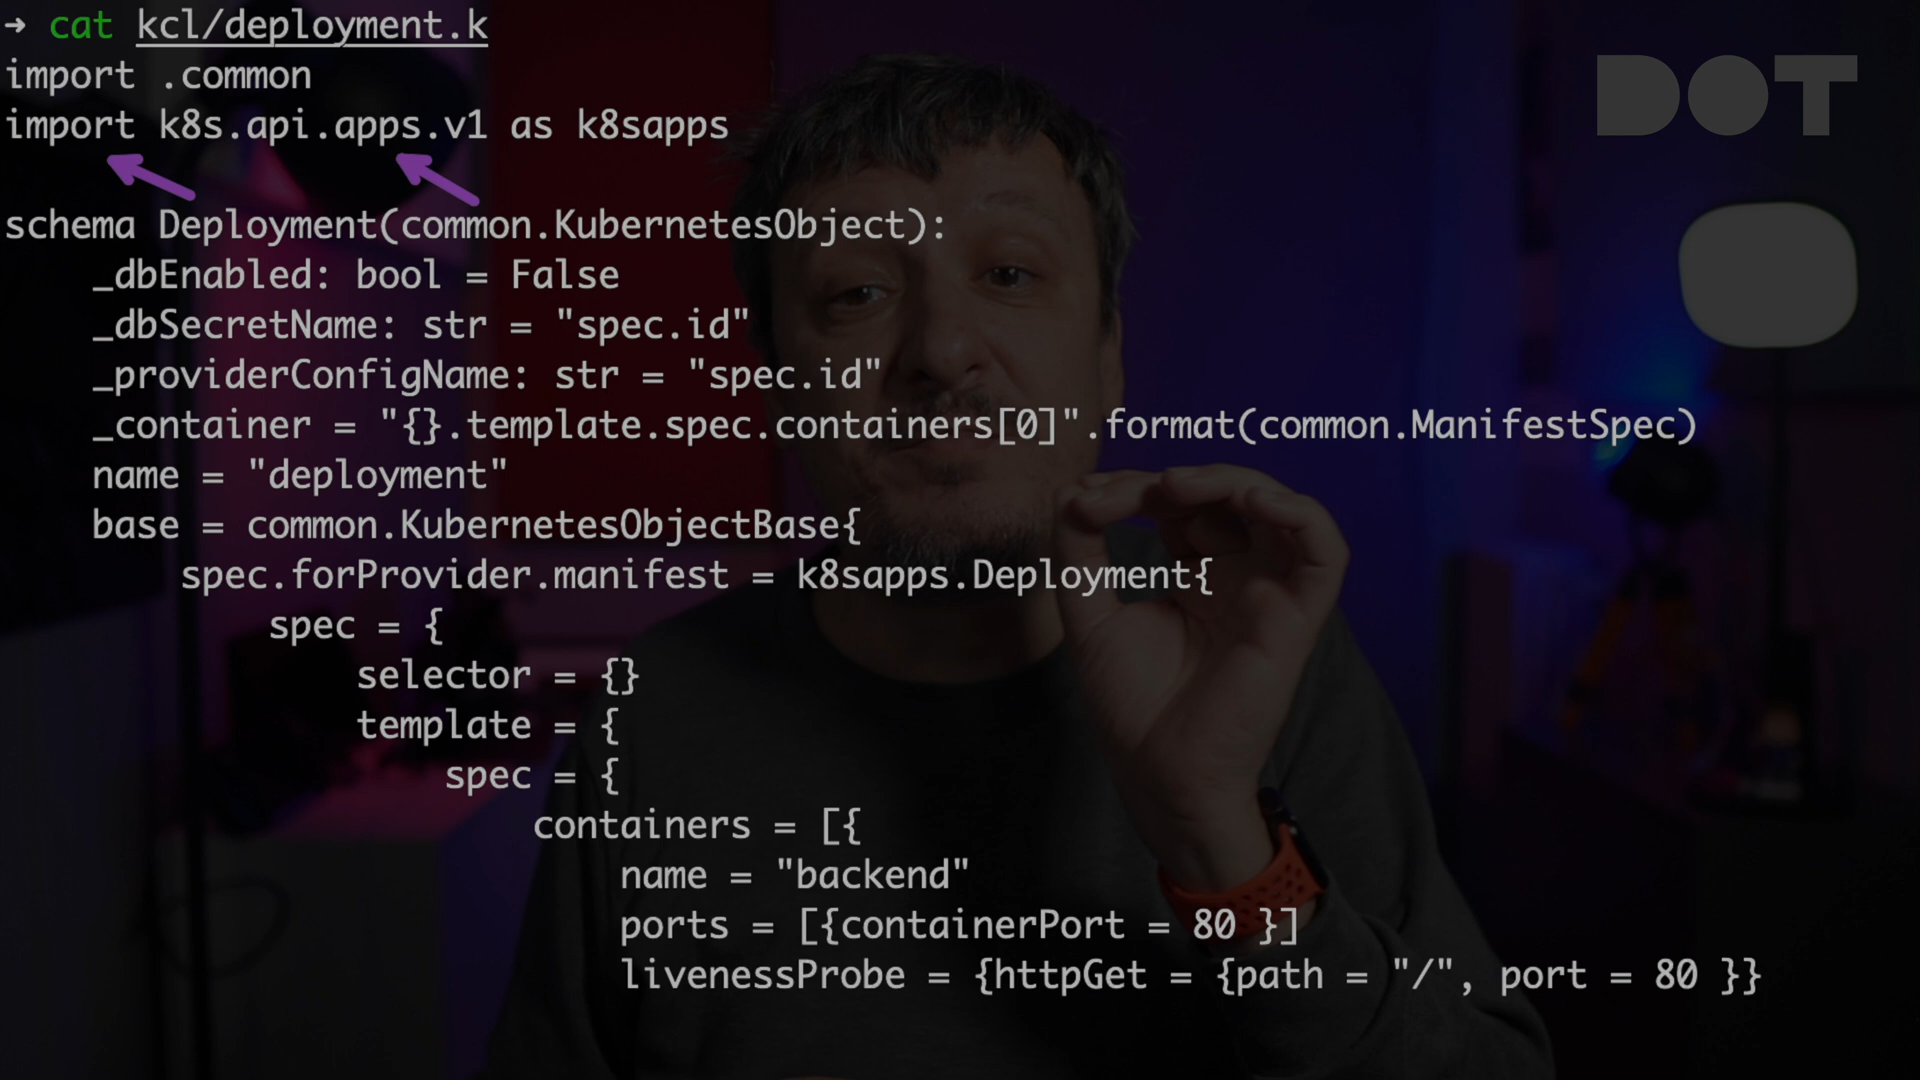 → cat kcl/deployment.k
DOT
import .common
import k8s.api.apps.v1 as k8sapps
schema Deployment(common.KubernetesObject):
    _dbEnabled: bool = False
    _dbSecretName: str = "spec.id"
    _providerConfigName: str = "spec.id"
    _container = "{}.template.spec.containers[0]".format(common.ManifestSpec)
    name = "deployment"
    base = common.KubernetesObjectBase{
        spec.forProvider.manifest = k8sapps.Deployment{
            spec = {
                selector = {}
                template = {
                    spec = {
                        containers = [{
                            name = "backend"
                            ports = [{containerPort = 80 }]
                            livenessProbe = {httpGet = {path = "/", port = 80 }}